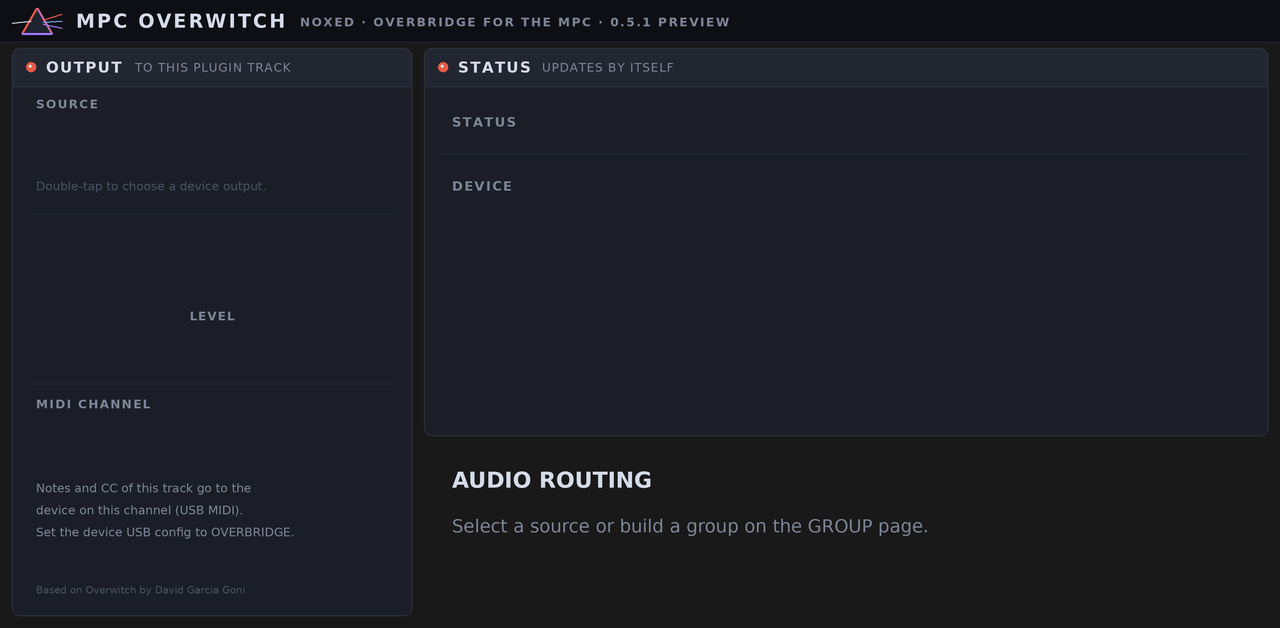 MPC OVERWITCH NOXED · OVERBRIDGE FOR THE MPC · 0.5.1 PREVIEW
OUTPUT TO THIS PLUGIN TRACK
SOURCE
Double-tap to choose a device output.
LEVEL
MIDI CHANNEL
Notes and CC of this track go to the
device on this channel (USB MIDI).
Set the device USB config to OVERBRIDGE.
Based on Overwitch by David Garcia Goni
STATUS UPDATES BY ITSELF
STATUS
DEVICE
AUDIO ROUTING
Select a source or build a group on the GROUP page.